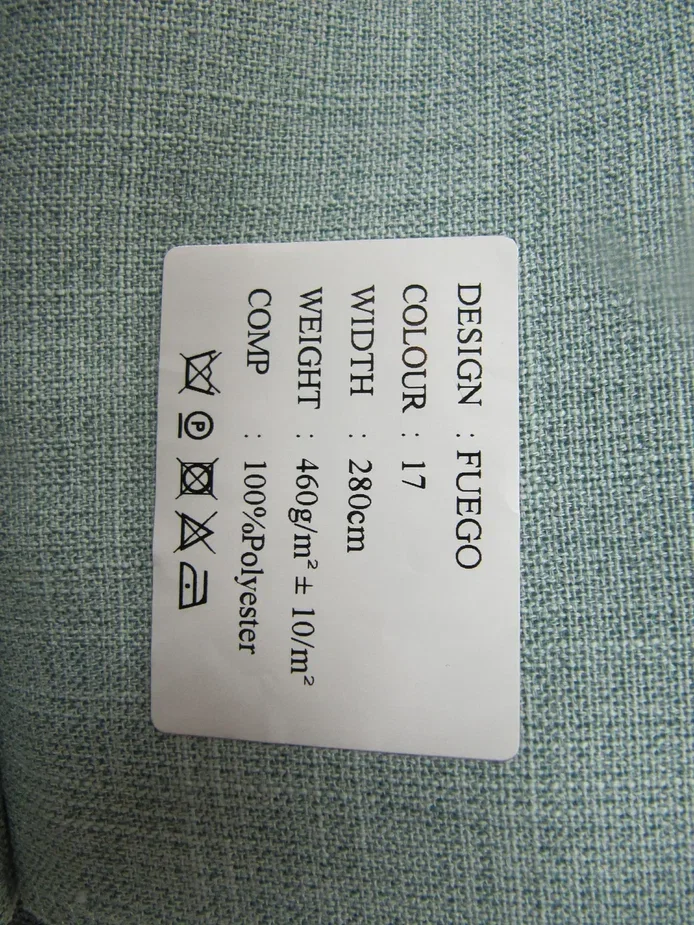 DESIGN : FUEGO
COLOUR : 17
WIDTH : 280cm
WEIGHT : 460g/m² ± 10/m²
COMP : 100%Polyester
P